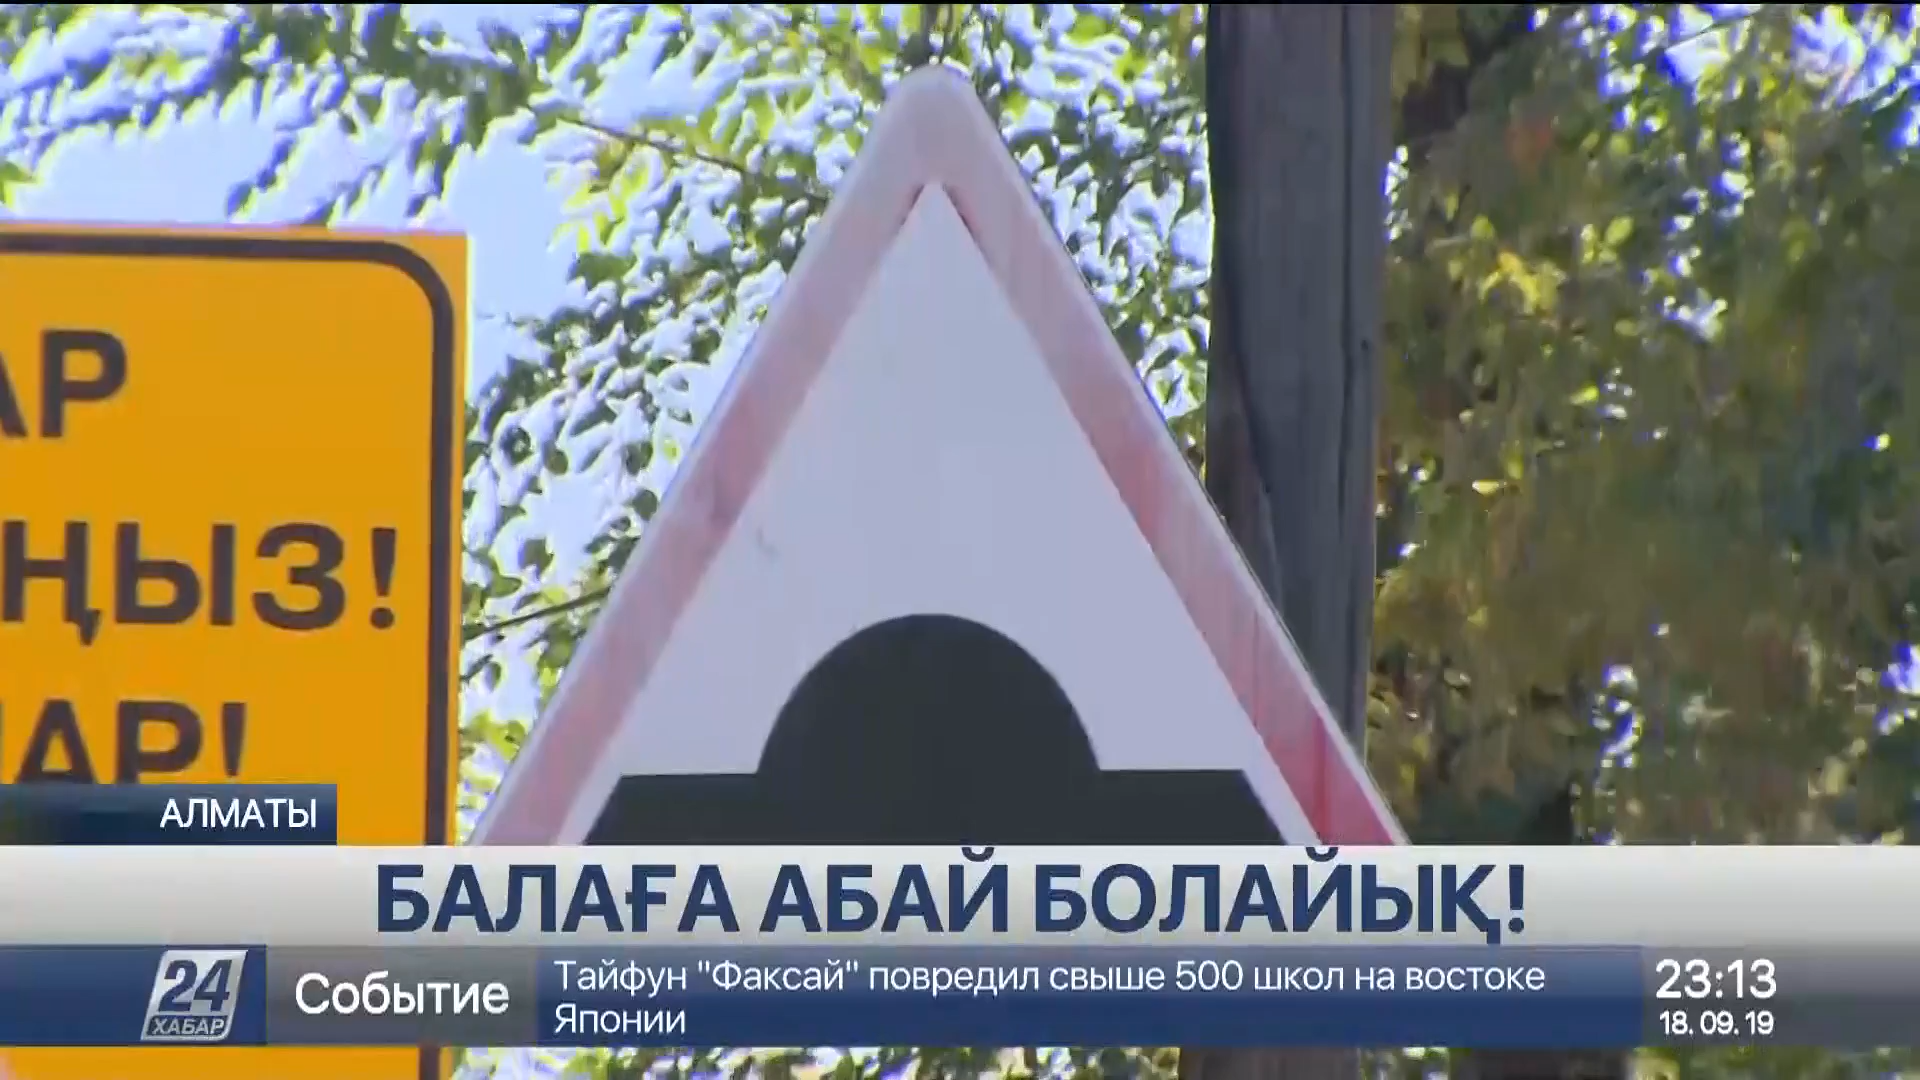 АР
ҢЫЗ!
АР!
АЛМАТЫ
БАЛАҒА АБАЙ БОЛАЙЫҚ!
24
ХАБАР
Событие
Тайфун "Факсай" повредил свыше 500 школ на востоке
Японии
23:13
18. 09. 19